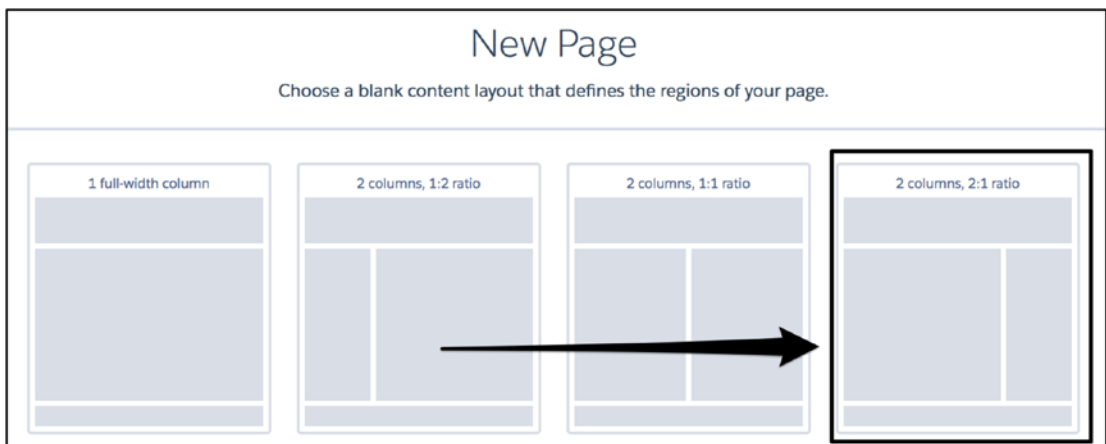 New Page
Choose a blank content layout that defines the regions of your page.
1 full-width column
2 columns, 1:2 ratio
2 columns, 1:1 ratio
2 columns, 2:1 ratio